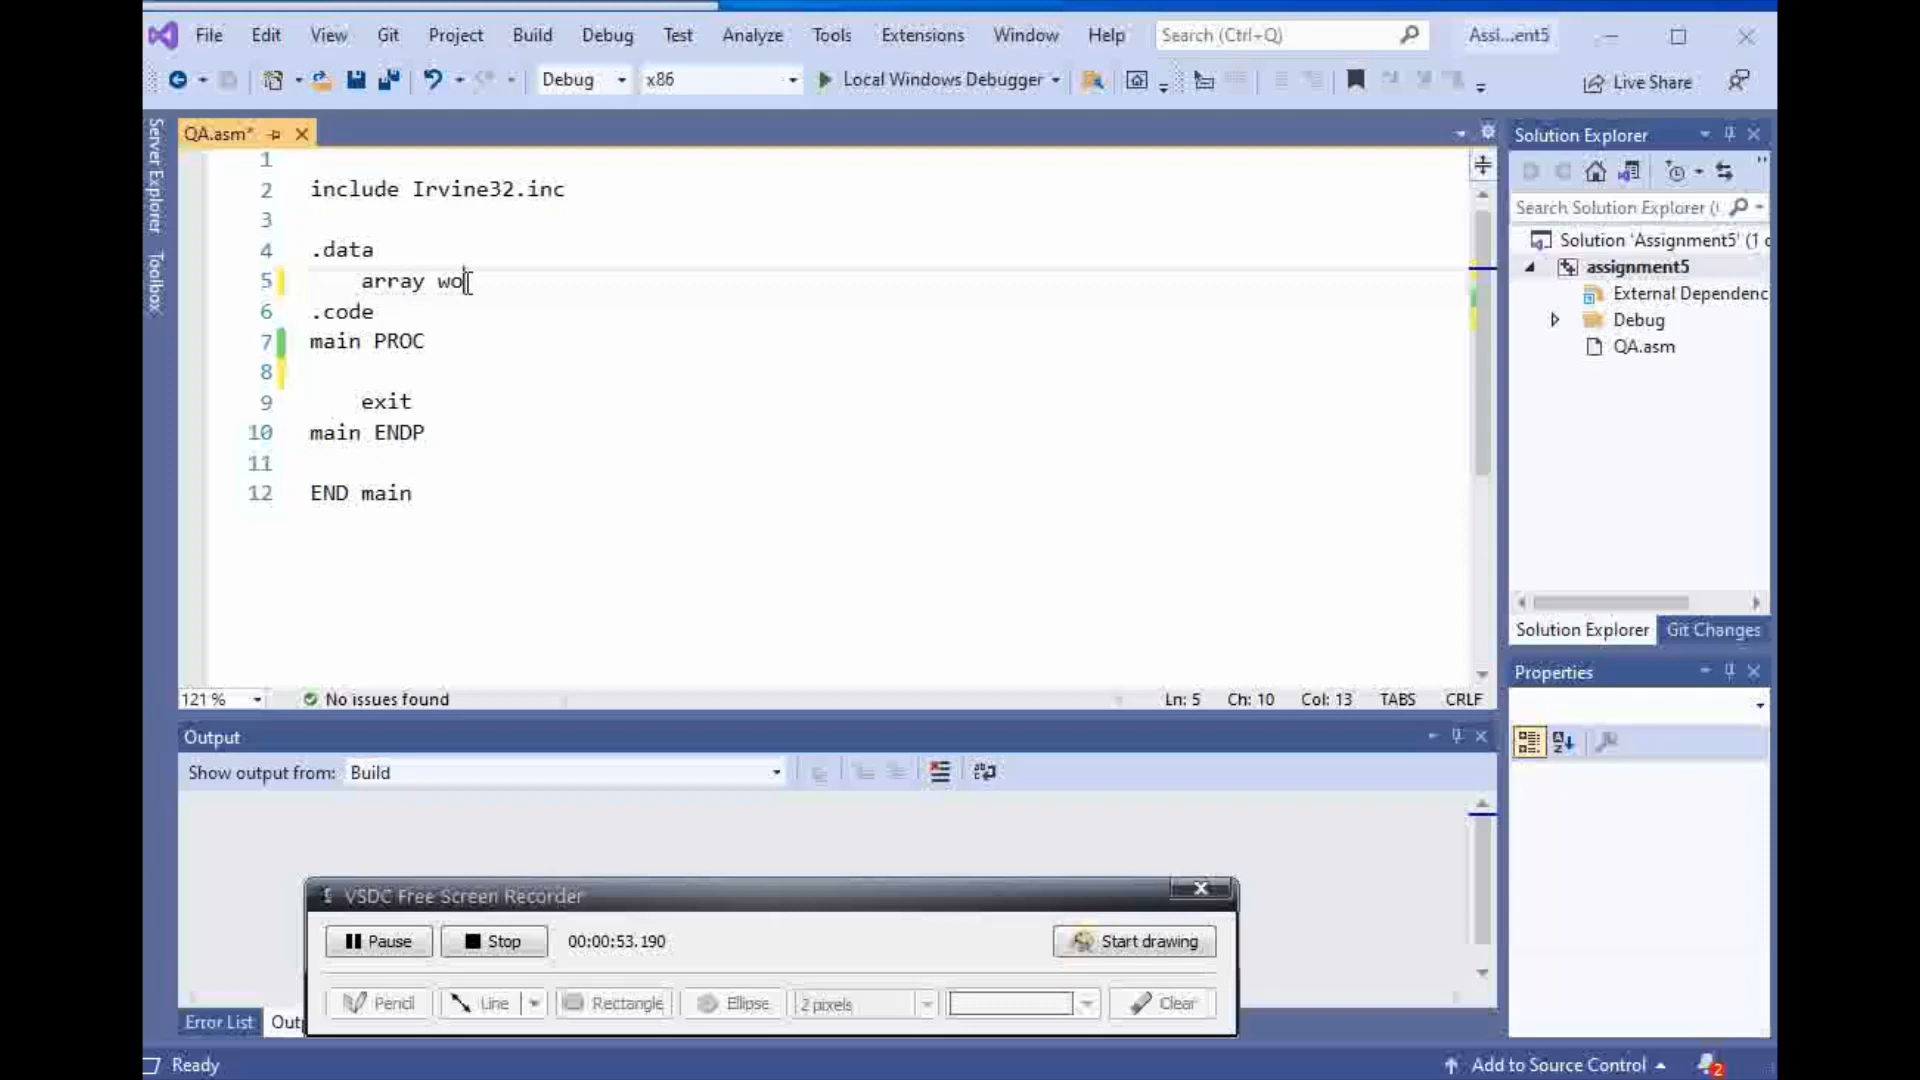 File Edit View Git Project Build Debug Test Analyze Tools Extensions Window Help Search (Ctrl+Q) Assi...ent5
Debug x86 Local Windows Debugger Live Share
Server Explorer
Toolbox
QA.asm*
1
2 include Irvine32.inc
3
4 .data
5 array wo
6 .code
7 main PROC
8
9 exit
10 main ENDP
11
12 END main
121 % No issues found Ln: 5 Ch: 10 Col: 13 TABS CRLF
Solution Explorer
Search Solution Explorer (
Solution 'Assignment5' (1 o
assignment5
External Dependenc
Debug
QA.asm
Solution Explorer Git Changes
Properties
Output
Show output from: Build
VSDC Free Screen Recorder
Pause Stop 00:00:53.190 Start drawing
Pencil Line Rectangle Ellipse 2 pixels Clear
Error List Outp
Ready Add to Source Control 2